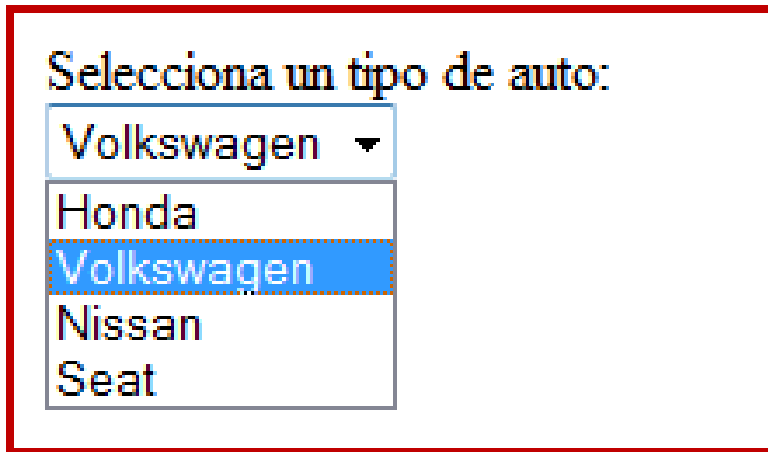 Selecciona un tipo de auto:
Volkswagen
Honda
Volkswagen
Nissan
Seat